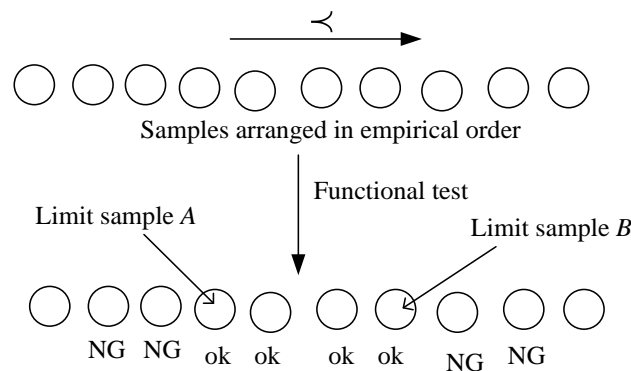 ≺
Samples arranged in empirical order
Functional test
Limit sample A
Limit sample B
NG NG ok ok ok ok NG NG